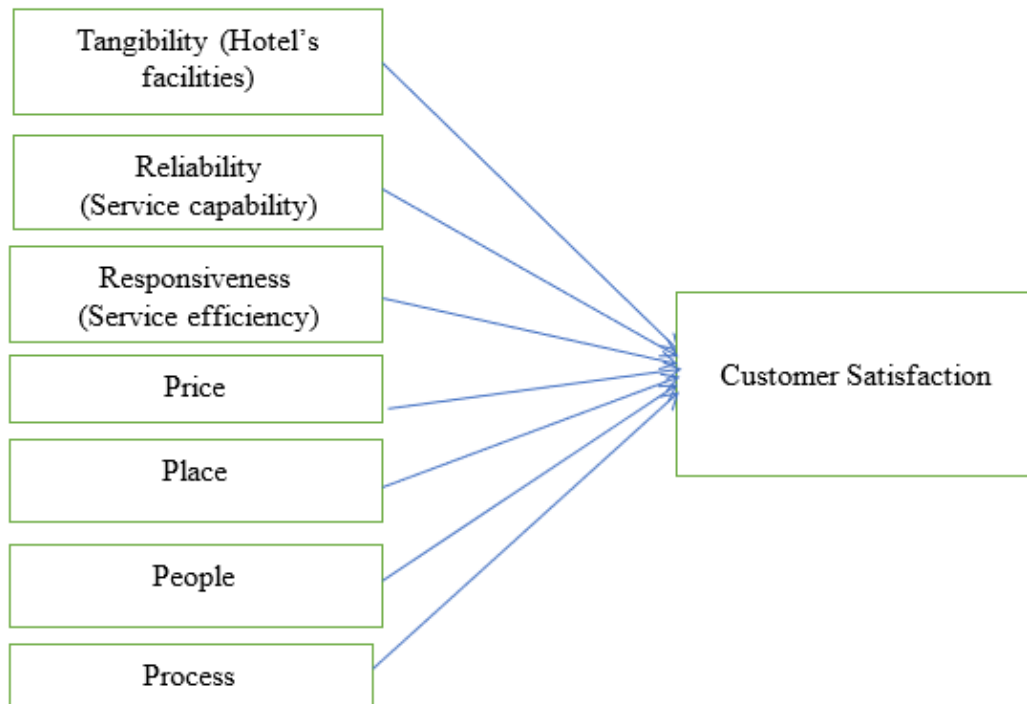 Tangibility (Hotel’s
facilities)
Reliability
(Service capability)
Responsiveness
(Service efficiency)
Price
Place
People
Process
Customer Satisfaction